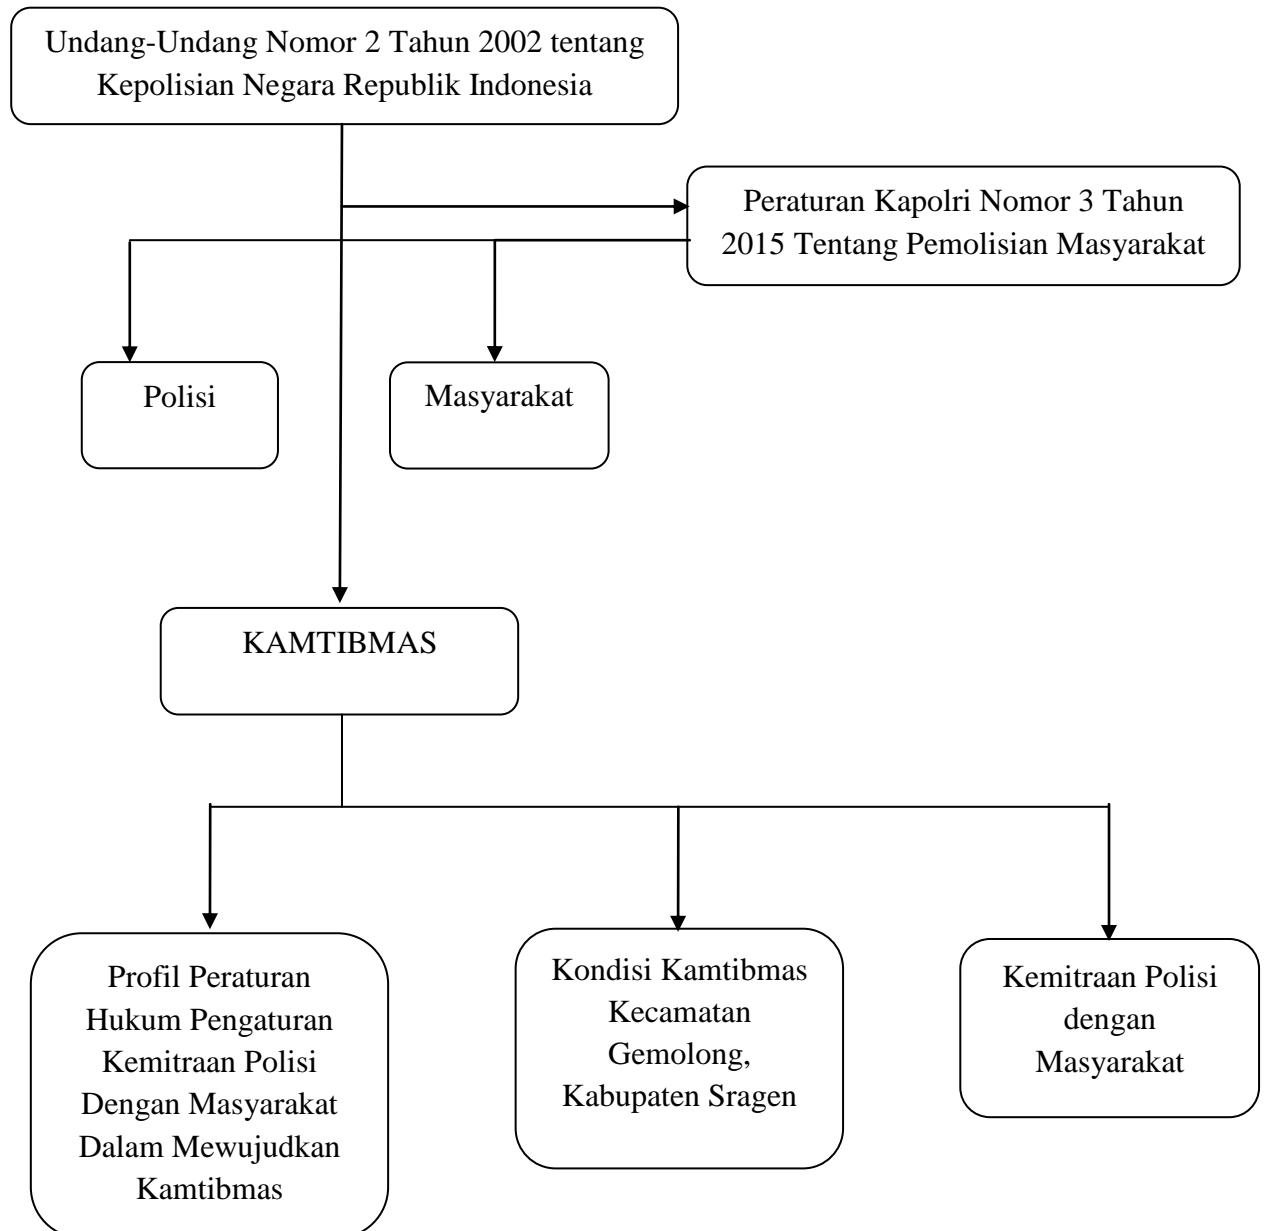 Undang-Undang Nomor 2 Tahun 2002 tentang
Kepolisian Negara Republik Indonesia
Peraturan Kapolri Nomor 3 Tahun
2015 Tentang Pemolisian Masyarakat
Polisi
Masyarakat
KAMTIBMAS
Profil Peraturan
Hukum Pengaturan
Kemitraan Polisi
Dengan Masyarakat
Dalam Mewujudkan
Kamtibmas
Kondisi Kamtibmas
Kecamatan
Gemolong,
Kabupaten Sragen
Kemitraan Polisi
dengan
Masyarakat